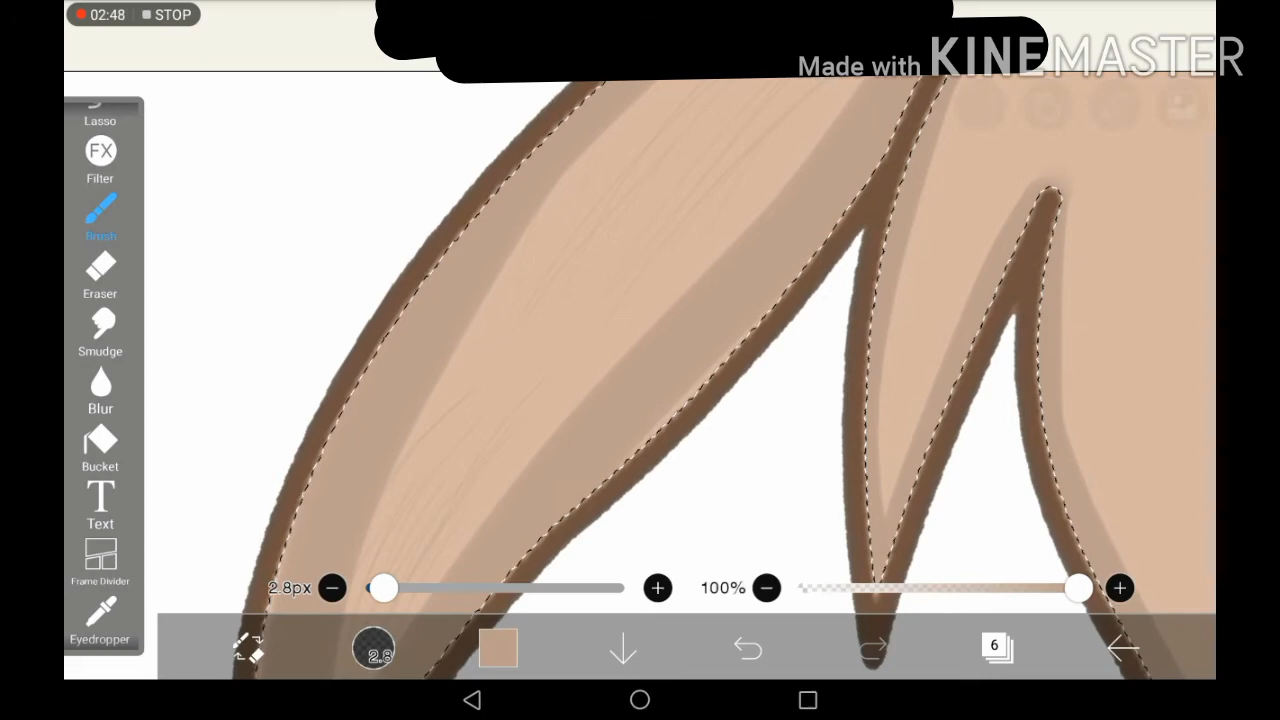 02:48 STOP
Made with KINEMASTER
Lasso
FX
Filter
Brush
Eraser
Smudge
Blur
Bucket
T
Text
Frame Divider
Eyedropper
2.8px 100%
2.8 6